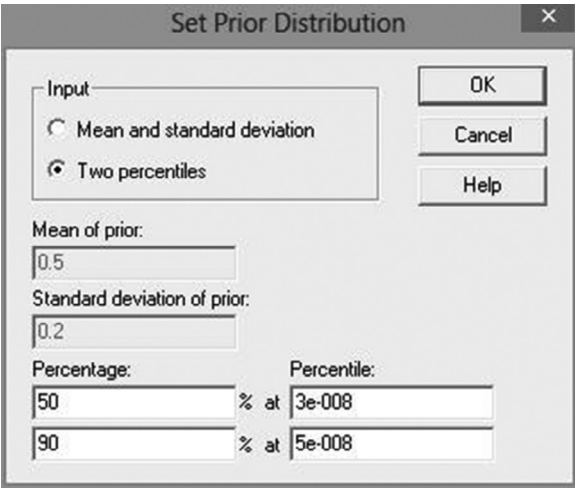 Set Prior Distribution
Input
Mean and standard deviation
Two percentiles
OK
Cancel
Help
Mean of prior:
0.5
Standard deviation of prior:
0.2
Percentage: Percentile:
50 % at 3e-008
90 % at 5e-008